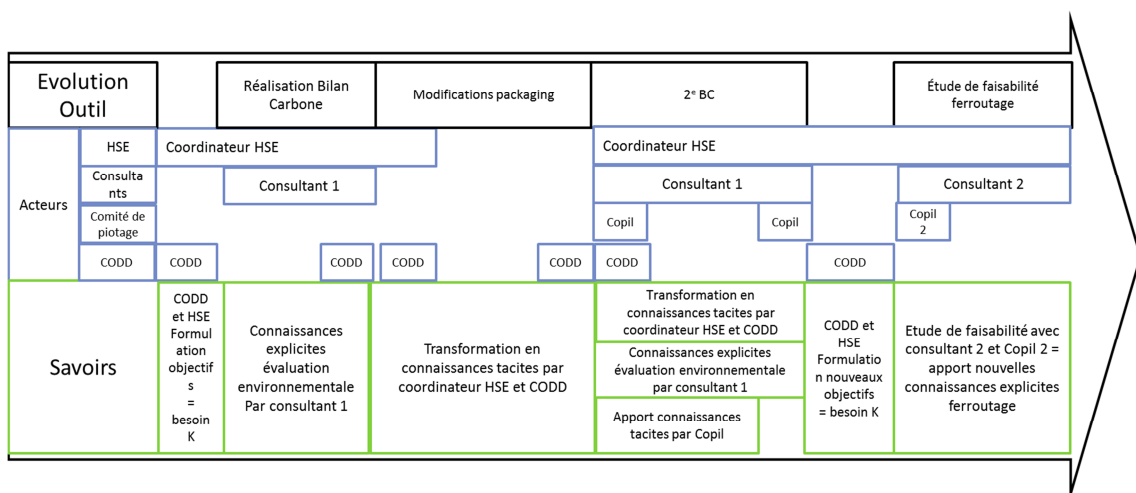 Evolution
Outil
Réalisation Bilan
Carbone
Modifications packaging
2e BC
Étude de faisabilité
ferroutage
Acteurs
HSE
Coordinateur HSE
Coordinateur HSE
Consulta
nts
Consultant 1
Consultant 1
Consultant 2
Comité de
piotage
Copil
Copil
Copil
2
CODD
CODD
CODD
CODD
CODD
CODD
CODD
Savoirs
CODD
et HSE
Formul
ation
objectif
s
=
besoin
K
Connaissances
explicites
évaluation
environnementale
Par consultant 1
Transformation en
connaissances tacites par
coordinateur HSE et CODD
Transformation en
connaissances tacites par
coordinateur HSE et CODD
Connaissances explicites
évaluation environnementale
par consultant 1
Apport connaissances
tacites par Copil
CODD et
HSE
Formulatio
n nouveaux
objectifs
= besoin K
Etude de faisabilité avec
consultant 2 et Copil 2 =
apport nouvelles
connaissances explicites
ferroutage